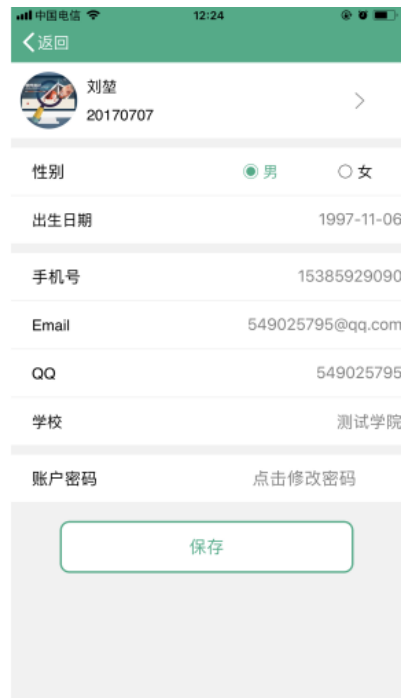 中国电信 12:24
返回
刘堃
20170707
性别 男 女
出生日期 1997-11-06
手机号 15385929090
Email 549025795@qq.com
QQ 549025795
学校 测试学院
账户密码 点击修改密码
保存